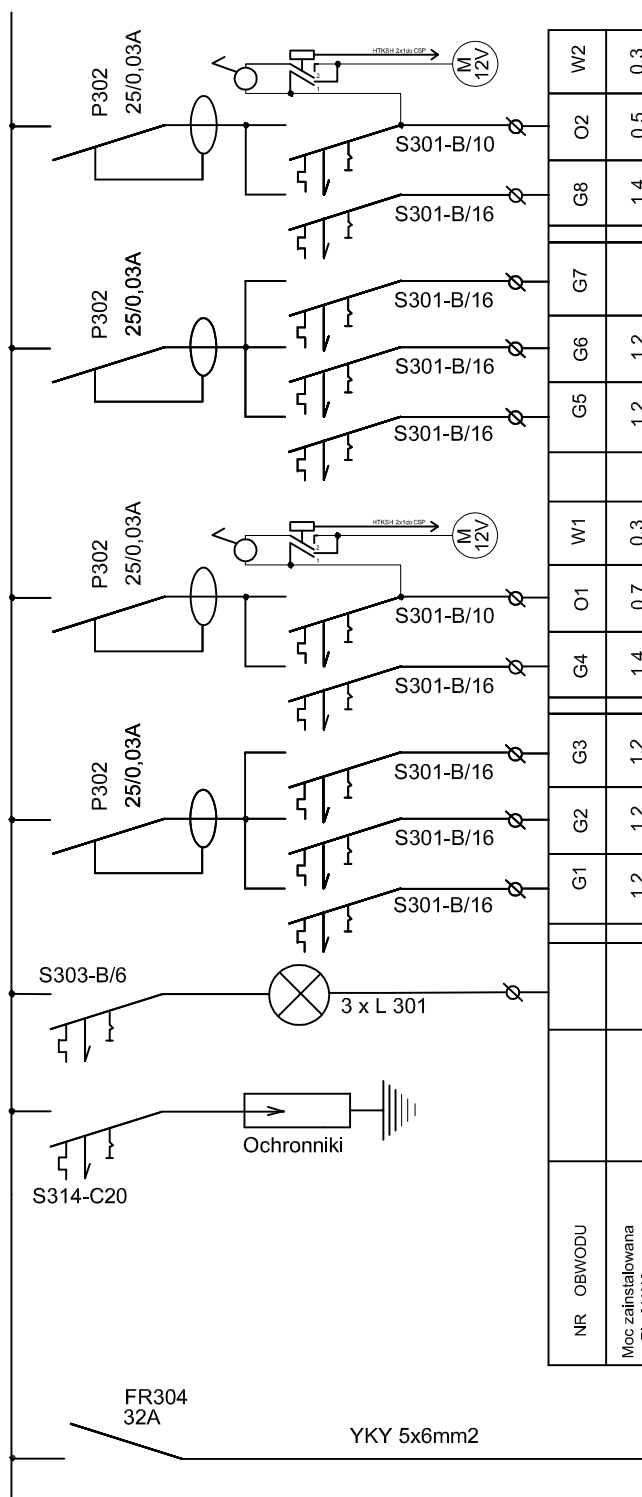 P302
25/0,03A
HTKSH 2x1do CSP
2
1
M
12V
S301-B/10
S301-B/16
P302
25/0,03A
S301-B/16
S301-B/16
S301-B/16
P302
25/0,03A
HTKSH 2x1do CSP
2
1
M
12V
S301-B/10
S301-B/16
P302
25/0,03A
S301-B/16
S301-B/16
S301-B/16
S303-B/6
3 x L 301
Ochronniki
S314-C20
FR304
32A
YKY 5x6mm2
NR OBWODU G1 G2 G3 G4 O1 W1 G5 G6 G7 G8 O2 W2
Moc zainstalowana 1.2 1.2 1.2 1.4 0.7 0.3 1.2 1.2 1.4 0.5 0.3